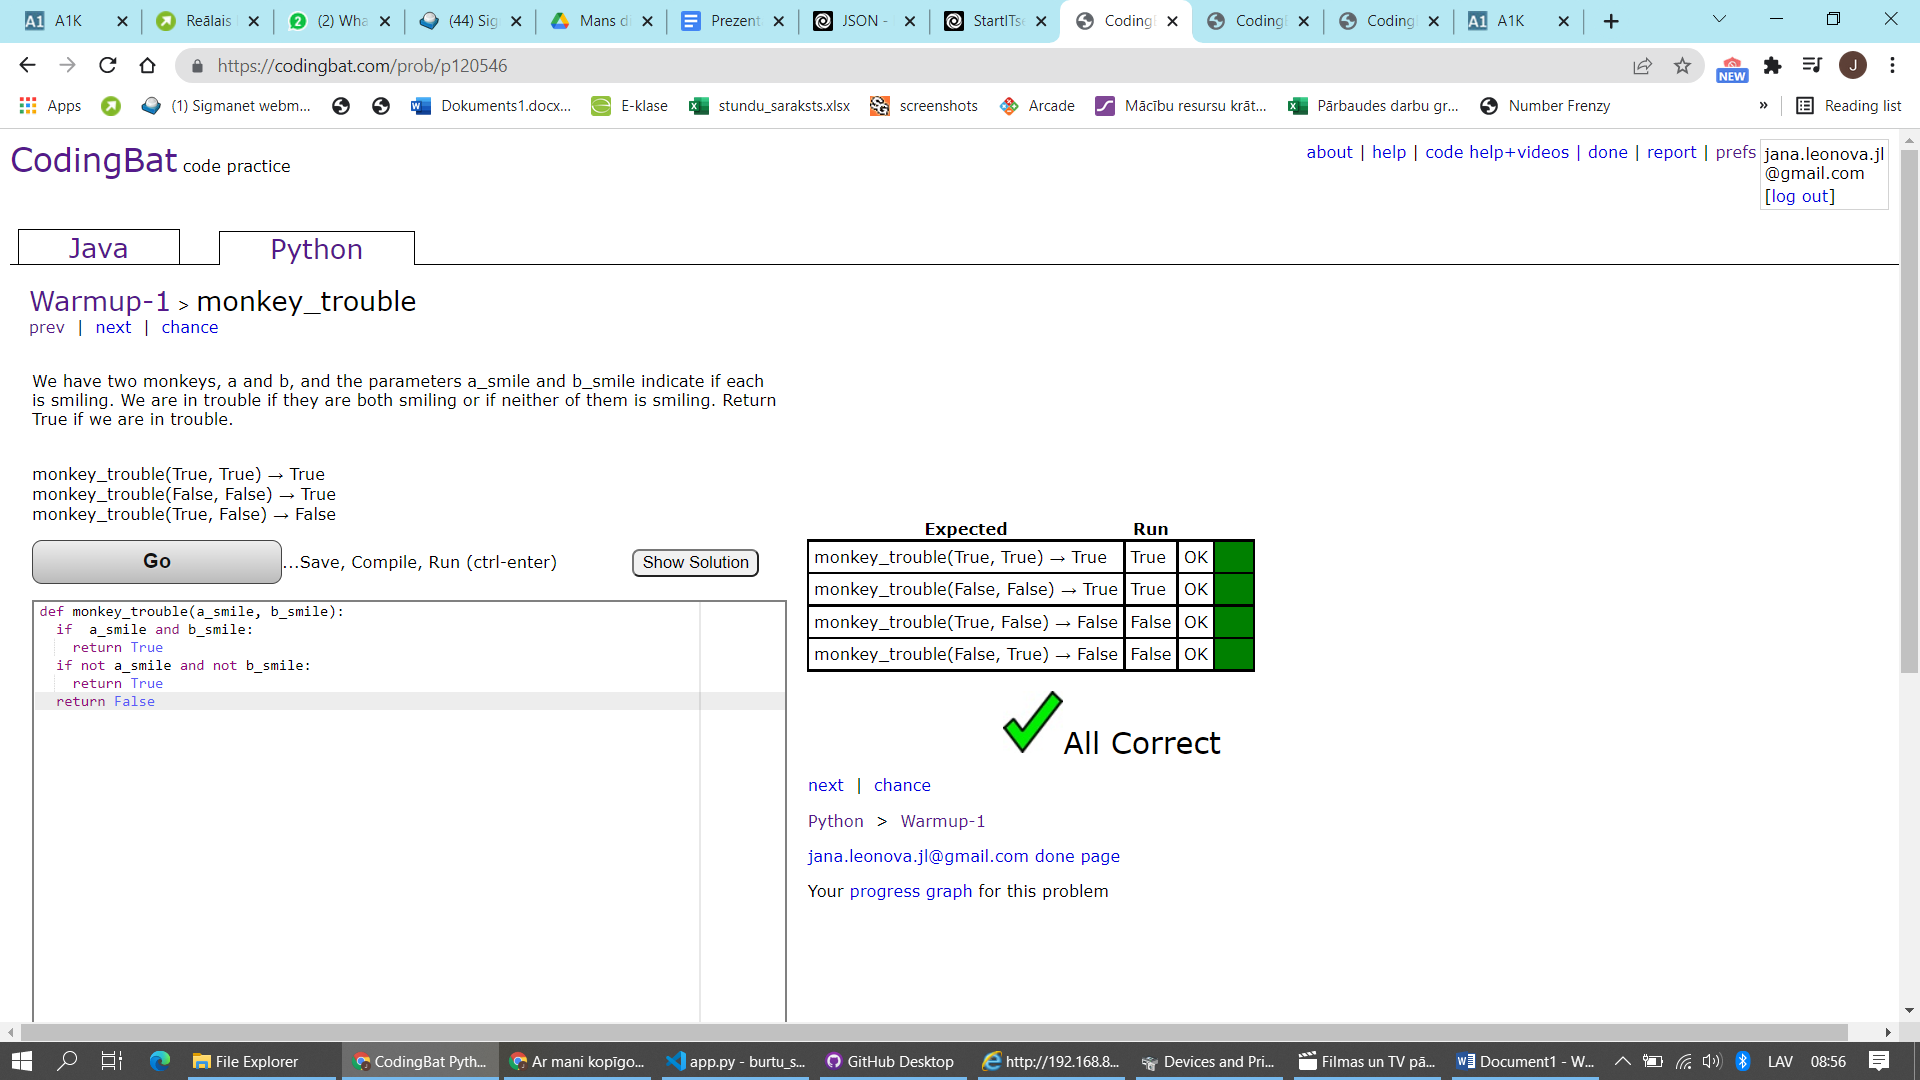 A1K
Reālais
(2) Wha
(44) Sig
Mans di
Prezent
JSON -
StartITse
Coding
Coding
Coding
A1K
https://codingbat.com/prob/p120546
NEW
J
Apps
(1) Sigmanet webm...
Dokuments1.docx...
E-klase
stundu_saraksts.xlsx
screenshots
Arcade
Mācību resursu krāt...
Pārbaudes darbu gr...
Number Frenzy
»
Reading list
CodingBat code practice
about | help | code help+videos | done | report | prefs
jana.leonova.jl
@gmail.com
[log out]
Java
Python
Warmup-1 > monkey_trouble
prev | next | chance
We have two monkeys, a and b, and the parameters a_smile and b_smile indicate if each
is smiling. We are in trouble if they are both smiling or if neither of them is smiling. Return
True if we are in trouble.
monkey_trouble(True, True) → True
monkey_trouble(False, False) → True
monkey_trouble(True, False) → False
Go
...Save, Compile, Run (ctrl-enter)
Show Solution
def monkey_trouble(a_smile, b_smile):
  if  a_smile and b_smile:
    return True
  if not a_smile and not b_smile:
    return True
  return False
Expected Run
monkey_trouble(True, True) → True True OK
monkey_trouble(False, False) → True True OK
monkey_trouble(True, False) → False False OK
monkey_trouble(False, True) → False False OK
All Correct
next | chance
Python > Warmup-1
jana.leonova.jl@gmail.com done page
Your progress graph for this problem
File Explorer
CodingBat Pyth...
Ar mani kopīgo...
app.py - burtu_s...
GitHub Desktop
http://192.168.8...
Devices and Pri...
Filmas un TV pā...
Document1 - W...
LAV
08:56